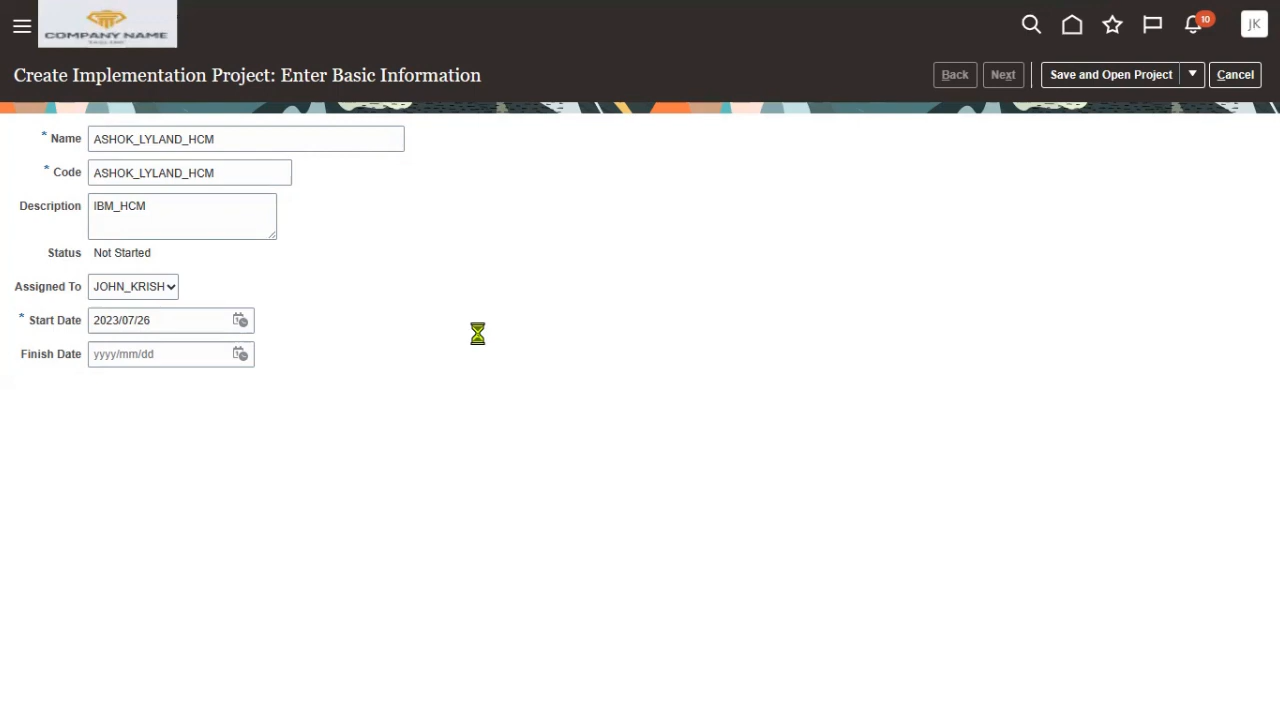 COMPANY NAME
10
JK
Create Implementation Project: Enter Basic Information
Back
Next
Save and Open Project
Cancel
* Name ASHOK_LYLAND_HCM
* Code ASHOK_LYLAND_HCM
Description IBM_HCM
Status Not Started
Assigned To JOHN_KRISH
* Start Date 2023/07/26
Finish Date yyyy/mm/dd